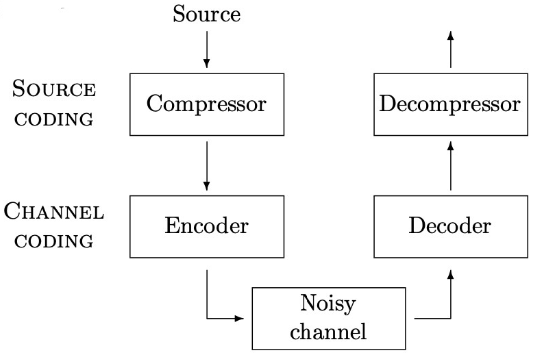 Source
SOURCE
CODING
Compressor
Decompressor
CHANNEL
CODING
Encoder
Decoder
Noisy
channel